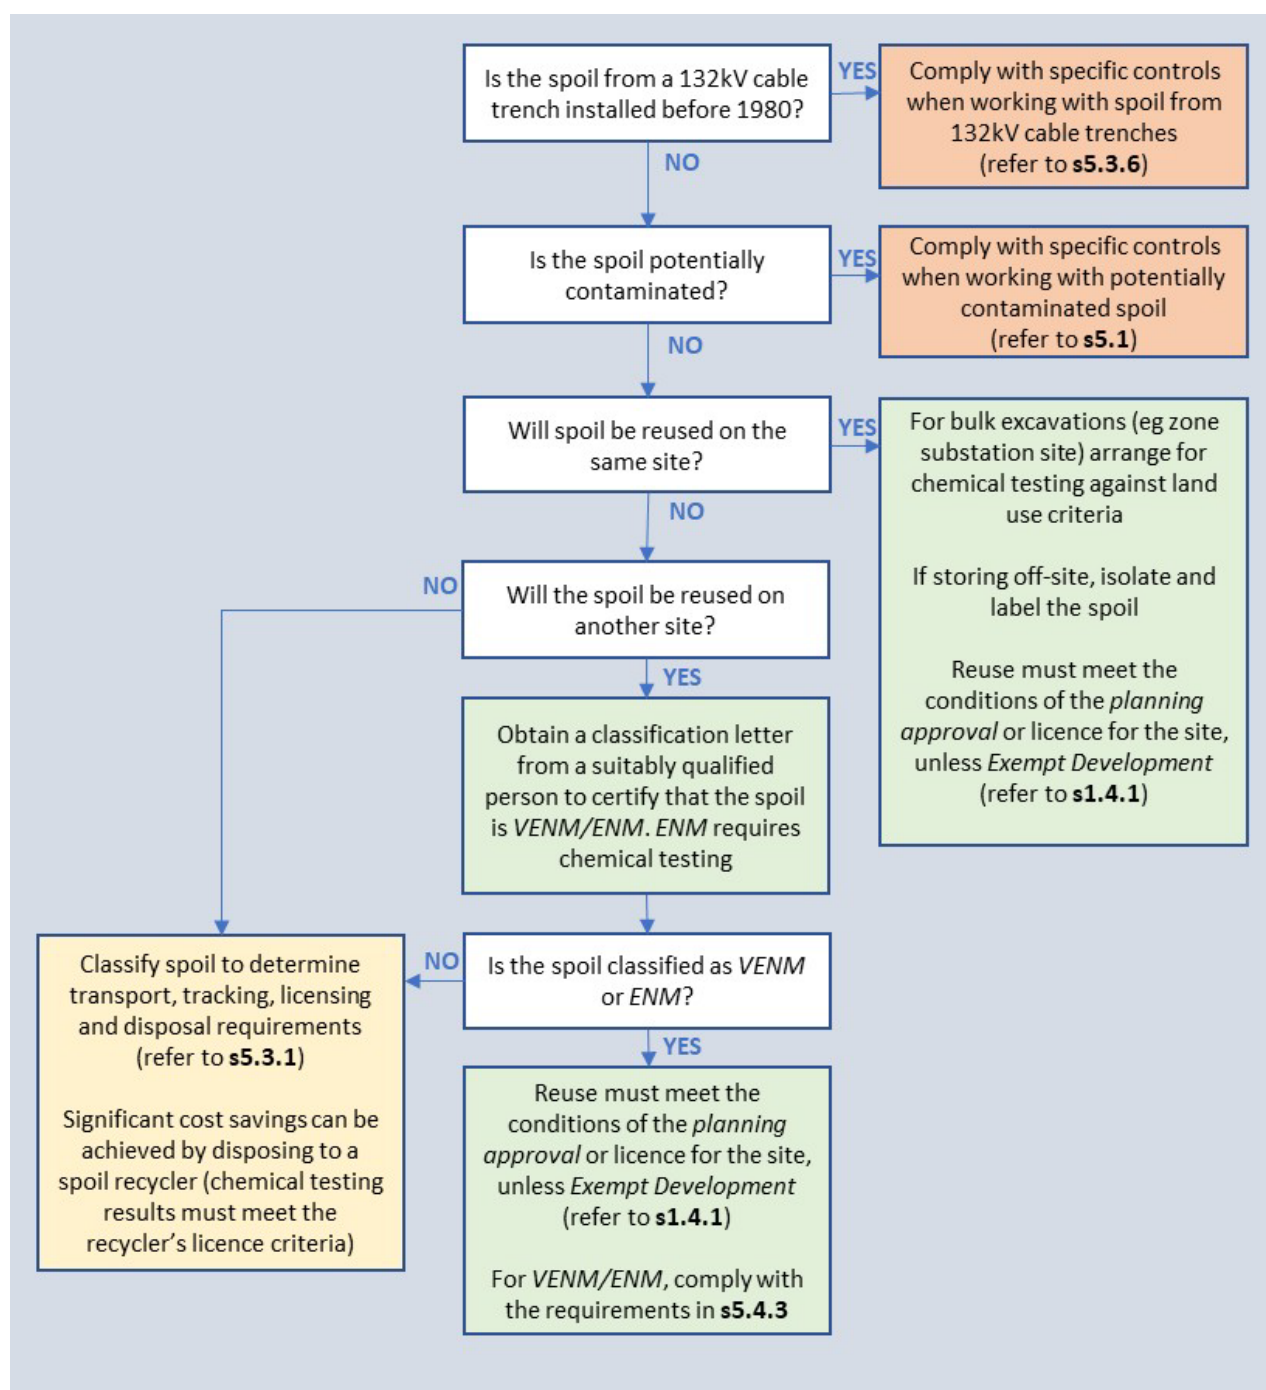 Is the spoil from a 132kV cable
trench installed before 1980?
YES
Comply with specific controls
when working with spoil from
132kV cable trenches
(refer to s5.3.6)
NO
Is the spoil potentially
contaminated?
YES
Comply with specific controls
when working with potentially
contaminated spoil
(refer to s5.1)
NO
Will spoil be reused on the
same site?
YES
For bulk excavations (eg zone
substation site) arrange for
chemical testing against land
use criteria
If storing off-site, isolate and
label the spoil
Reuse must meet the
conditions of the planning
approval or licence for the site,
unless Exempt Development
(refer to s1.4.1)
NO
Will the spoil be reused on
another site?
NO
YES
Obtain a classification letter
from a suitably qualified
person to certify that the spoil
is VENM/ENM. ENM requires
chemical testing
Is the spoil classified as VENM
or ENM?
NO
Classify spoil to determine
transport, tracking, licensing
and disposal requirements
(refer to s5.3.1)
Significant cost savings can be
achieved by disposing to a
spoil recycler (chemical testing
results must meet the
recycler’s licence criteria)
YES
Reuse must meet the
conditions of the planning
approval or licence for the site,
unless Exempt Development
(refer to s1.4.1)
For VENM/ENM, comply with
the requirements in s5.4.3